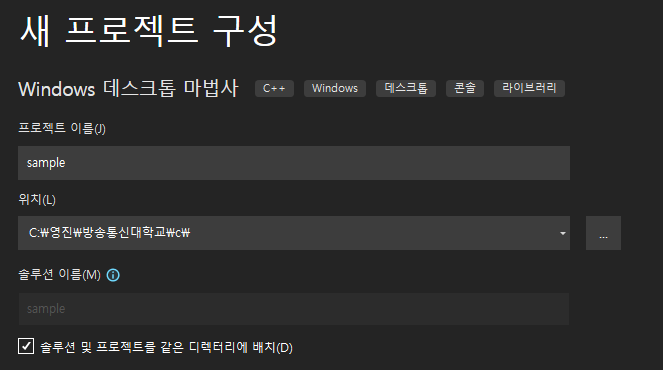 새 프로젝트 구성
Windows 데스크톱 마법사 C++ Windows 데스크톱 콘솔 라이브러리
프로젝트 이름(J)
sample
위치(L)
C:₩영진₩방송통신대학교₩c₩
...
솔루션 이름(M)
sample
솔루션 및 프로젝트를 같은 디렉터리에 배치(D)